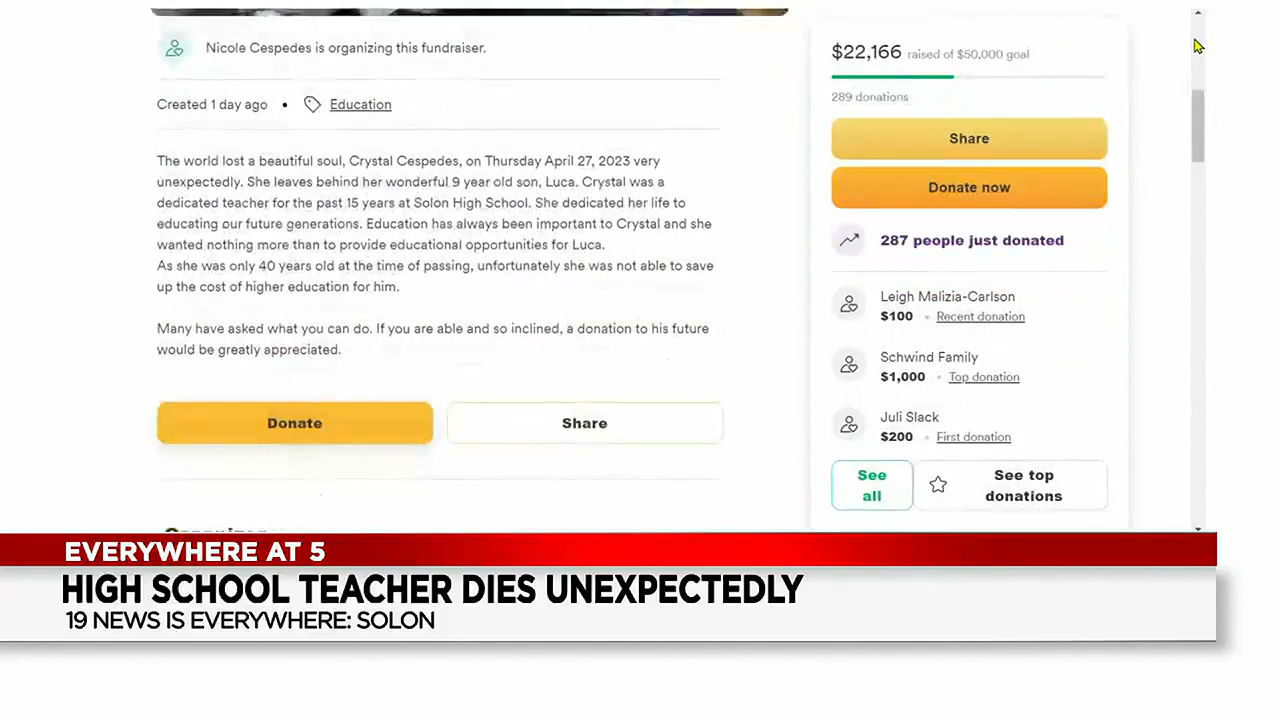 Nicole Cespedes is organizing this fundraiser.
Created 1 day ago • Education
The world lost a beautiful soul, Crystal Cespedes, on Thursday April 27, 2023 very
unexpectedly. She leaves behind her wonderful 9 year old son, Luca. Crystal was a
dedicated teacher for the past 15 years at Solon High School. She dedicated her life to
educating our future generations. Education has always been important to Crystal and she
wanted nothing more than to provide educational opportunities for Luca.
As she was only 40 years old at the time of passing, unfortunately she was not able to save
up the cost of higher education for him.
Many have asked what you can do. If you are able and so inclined, a donation to his future
would be greatly appreciated.
Donate
Share
$22,166 raised of $50,000 goal
289 donations
Share
Donate now
287 people just donated
Leigh Malizia-Carlson
$100 • Recent donation
Schwind Family
$1,000 • Top donation
Juli Slack
$200 • First donation
See
all
See top
donations
EVERYWHERE AT 5
HIGH SCHOOL TEACHER DIES UNEXPECTEDLY
19 NEWS IS EVERYWHERE: SOLON